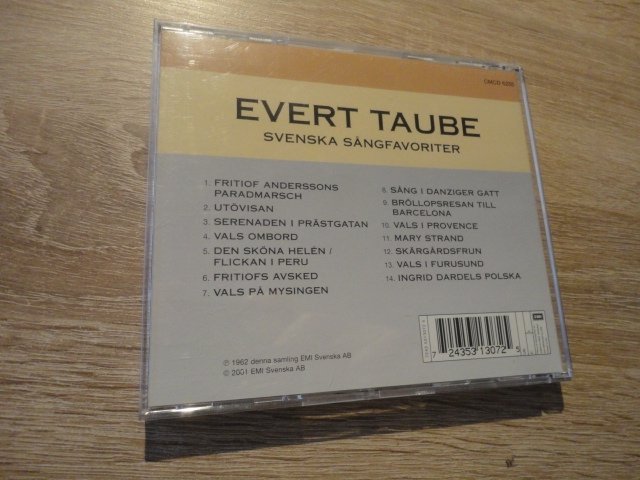 CMCD 6286
EVERT TAUBE
SVENSKA SÅNGFAVORITER
1. FRITIOF ANDERSSONS
PARADMARSCH
2. UTÖVISAN
3. SERENADEN I PRÄSTGATAN
4. VALS OMBORD
5. DEN SKÖNA HELÉN /
FLICKAN I PERU
6. FRITIOFS AVSKED
7. VALS PÅ MYSINGEN
8. SÅNG I DANZIGER GATT
9. BRÖLLOPSRESAN TILL
BARCELONA
10. VALS I PROVENCE
11. MARY STRAND
12. SKÄRGÅRDSFRUN
13. VALS I FURUSUND
14. INGRID DARDELS POLSKA
℗ 1962 denna samling EMI Svenska AB
© 2001 EMI Svenska AB
7 24353 13072